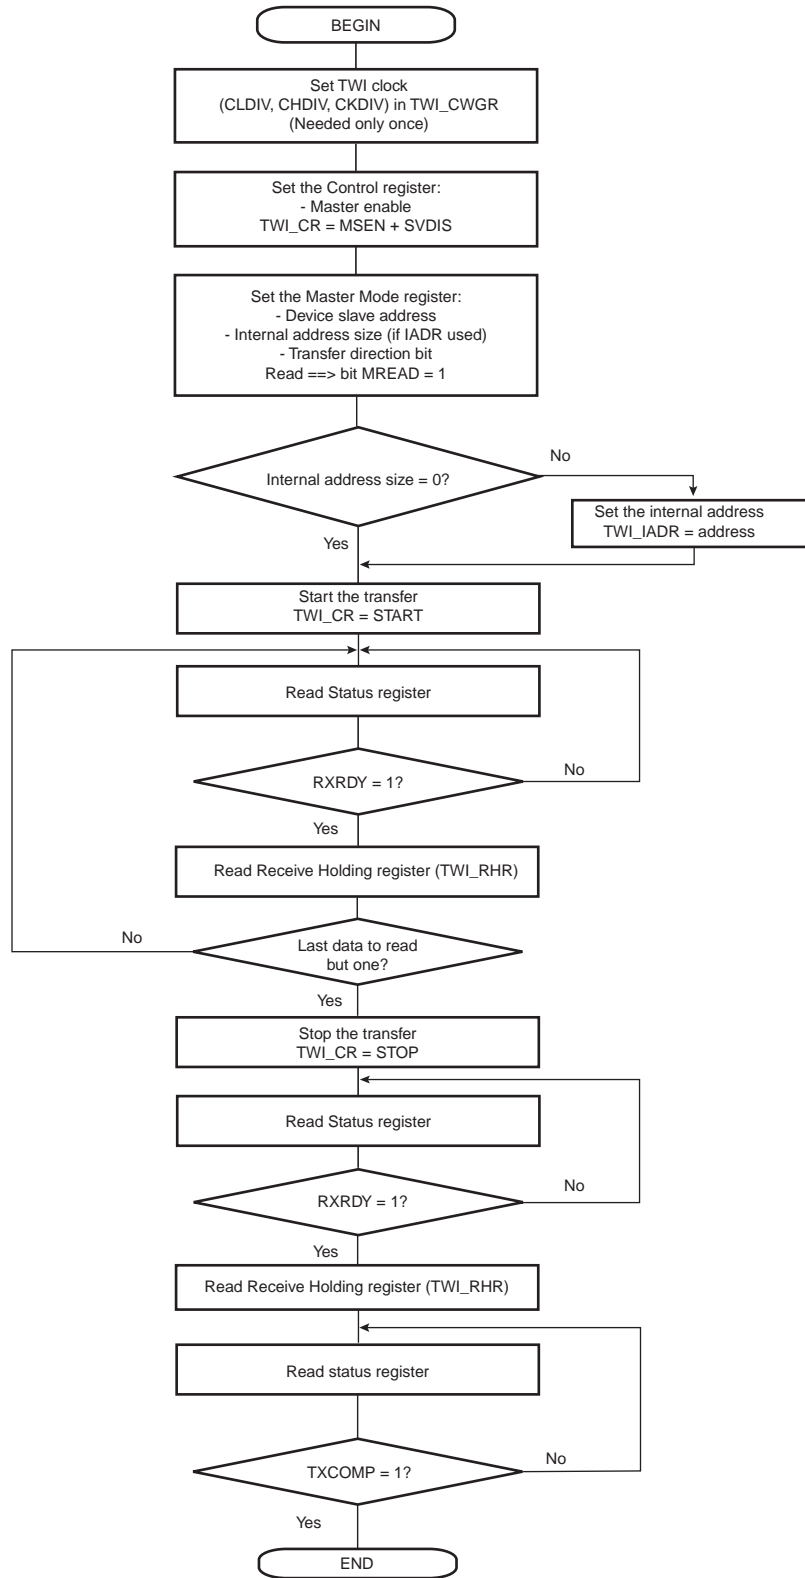 BEGIN
Set TWI clock
(CLDIV, CHDIV, CKDIV) in TWI_CWGR
(Needed only once)
Set the Control register:
- Master enable
TWI_CR = MSEN + SVDIS
Set the Master Mode register:
- Device slave address
- Internal address size (if IADR used)
- Transfer direction bit
Read ==> bit MREAD = 1
Internal address size = 0?
No
Set the internal address
TWI_IADR = address
Yes
Start the transfer
TWI_CR = START
Read Status register
RXRDY = 1?
No
Yes
Read Receive Holding register (TWI_RHR)
Last data to read
but one?
No
Yes
Stop the transfer
TWI_CR = STOP
Read Status register
RXRDY = 1?
No
Yes
Read Receive Holding register (TWI_RHR)
Read status register
TXCOMP = 1?
No
Yes
END